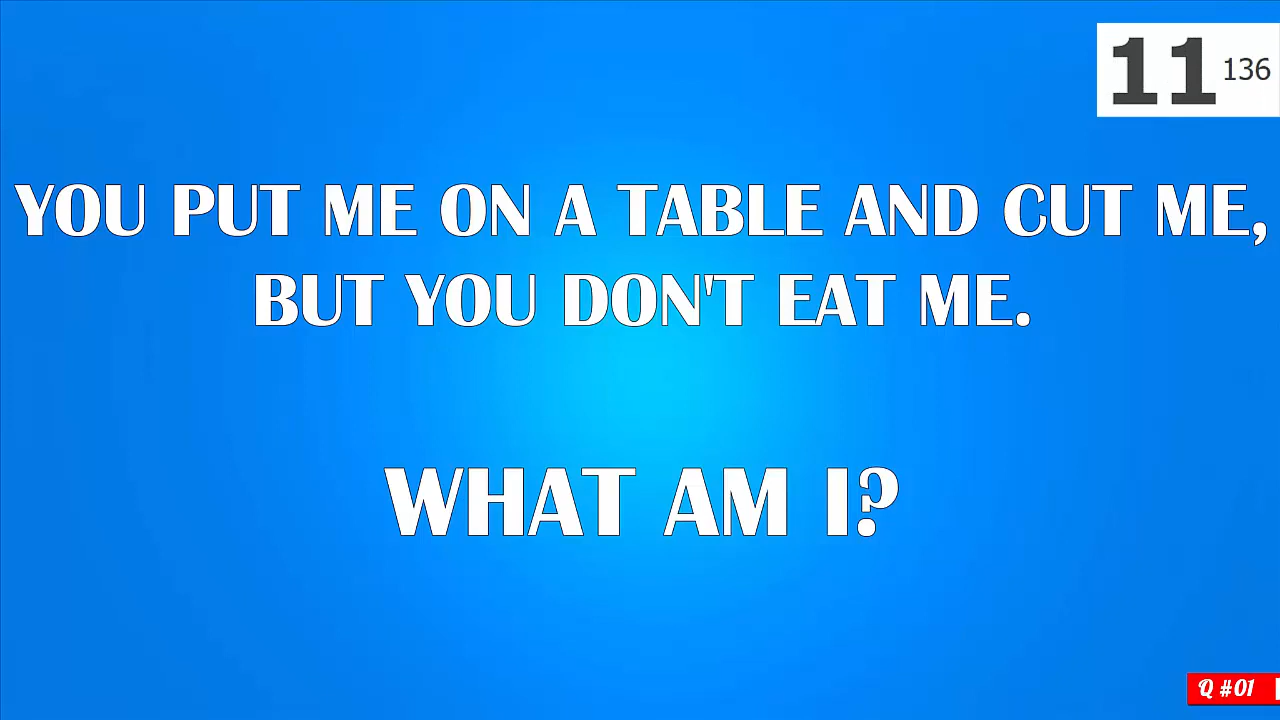 11 136
YOU PUT ME ON A TABLE AND CUT ME,
BUT YOU DON'T EAT ME.
WHAT AM I?
Q #01